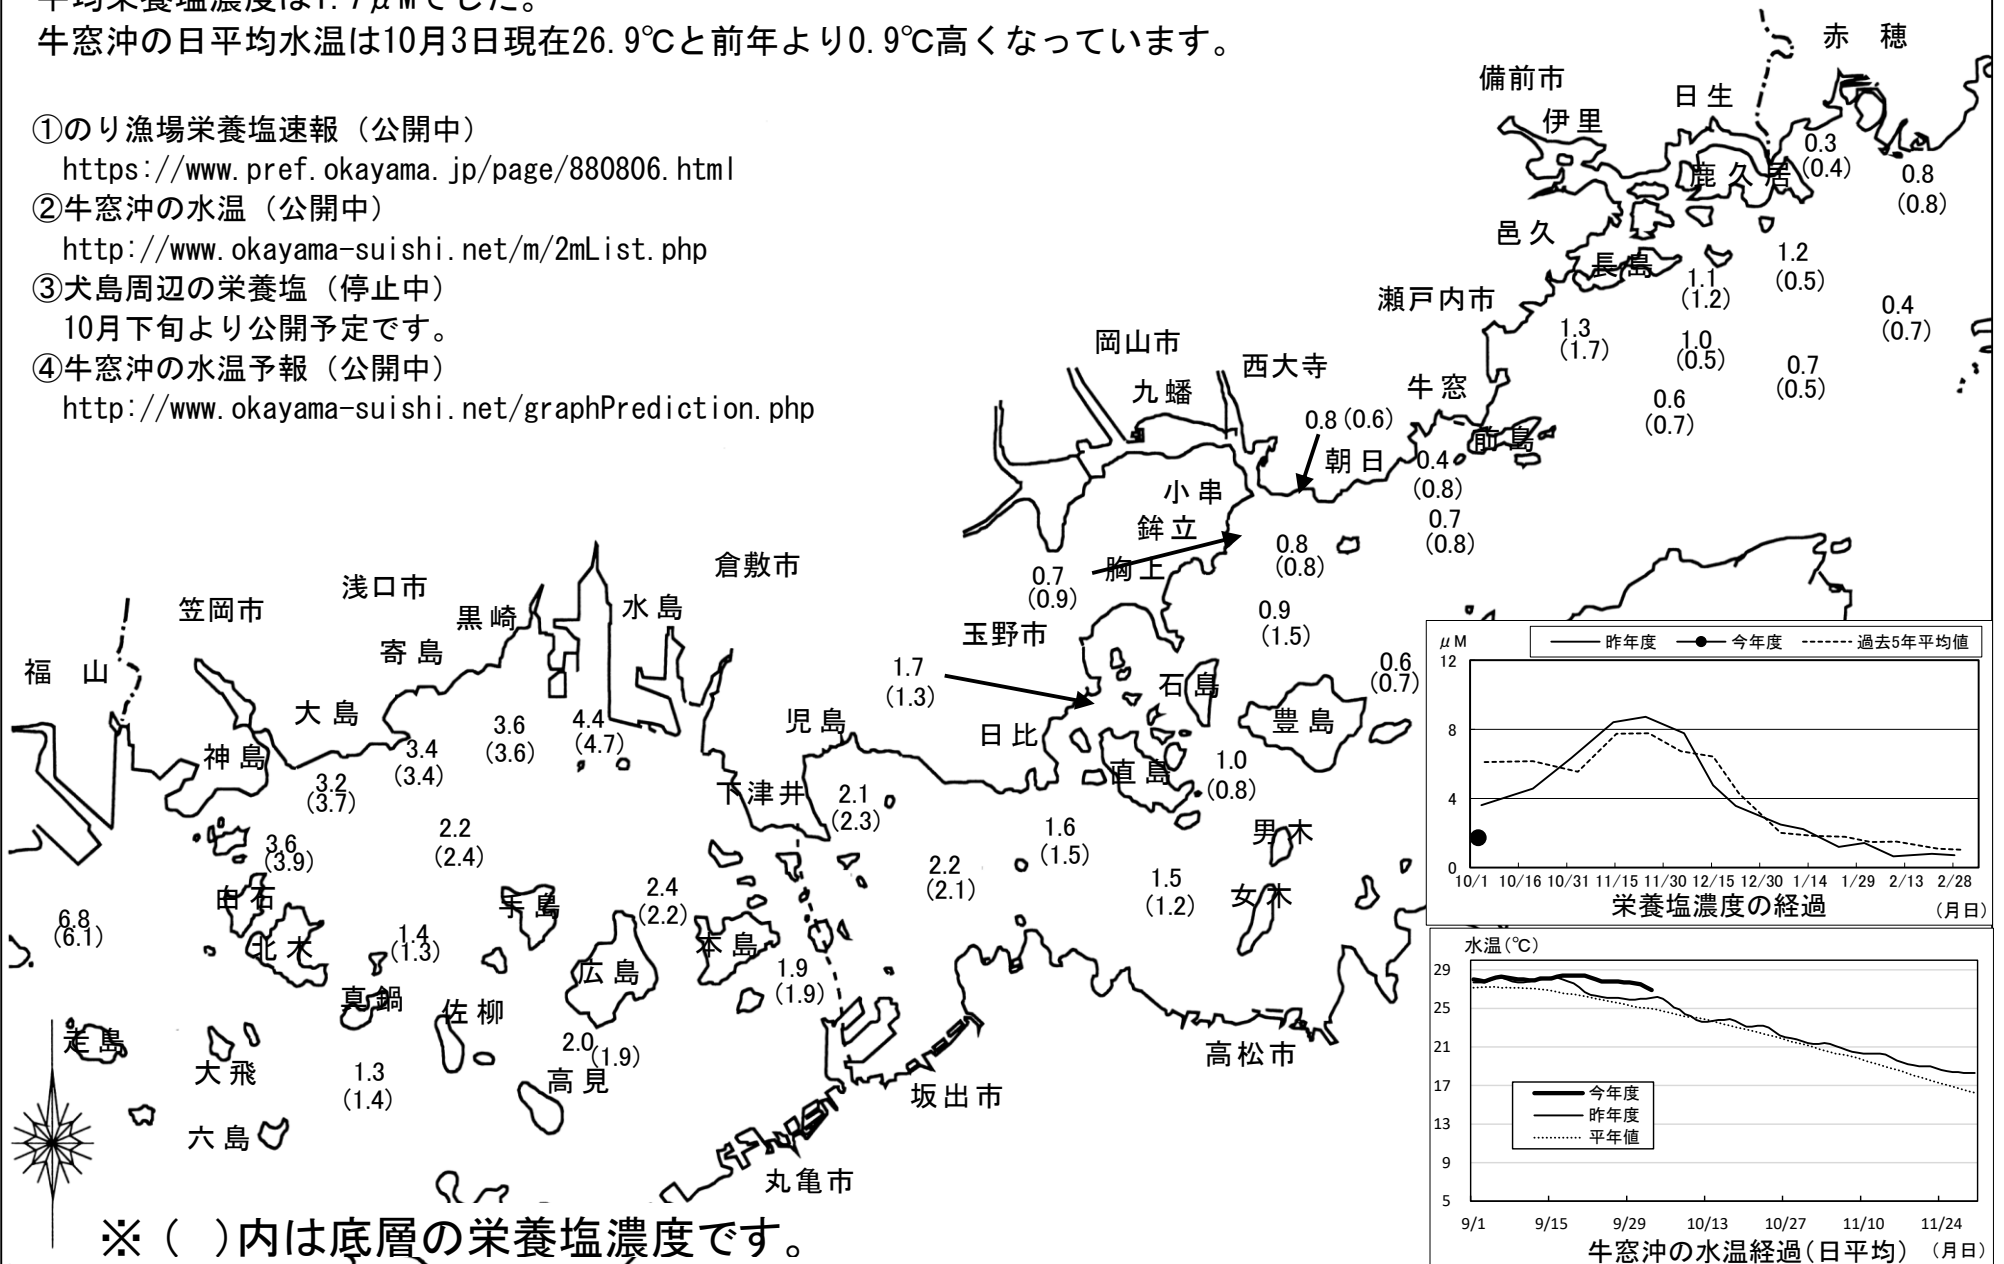 平均栄養塩濃度は1.7μMでした。
牛窓沖の日平均水温は10月3日現在26.9℃と前年より0.9℃高くなっています。
①のり漁場栄養塩速報（公開中）
https://www.pref.okayama.jp/page/880806.html
②牛窓沖の水温（公開中）
http://www.okayama-suishi.net/m/2mList.php
③犬島周辺の栄養塩（停止中）
10月下旬より公開予定です。
④牛窓沖の水温予報（公開中）
http://www.okayama-suishi.net/graphPrediction.php
赤 穂
備前市
日生
伊里
0.3
(0.4)
鹿久居
0.8
(0.8)
邑久
長島
1.2
(0.5)
1.1
(1.2)
瀬戸内市
0.4
(0.7)
1.3
(1.7)
1.0
(0.5)
0.7
(0.5)
0.6
(0.7)
岡山市
西大寺
九蟠
牛窓
前島
0.8(0.6)
朝日
0.4
(0.8)
小串
鉾立
0.7
(0.8)
0.8
(0.8)
胸上
0.7
(0.9)
0.9
(1.5)
玉野市
倉敷市
浅口市
笠岡市
黒崎
水島
寄島
福 山
大島
神島
1.7
(1.3)
石島
0.6
(0.7)
豊島
日比
児島
3.6
(3.6)
4.4
(4.7)
3.4
(3.4)
3.2
(3.7)
直島
1.0
(0.8)
下津井
2.1
(2.3)
男木
1.6
(1.5)
2.2
(2.4)
3.6
(3.9)
白石
2.2
(2.1)
1.5
(1.2)
女木
手島
2.4
(2.2)
6.8
(6.1)
北木
1.4
(1.3)
本島
広島
1.9
(1.9)
真鍋
佐柳
走島
大飛
2.0
(1.9)
高見
1.3
(1.4)
六島
高松市
坂出市
丸亀市
※（ ）内は底層の栄養塩濃度です。
μM
昨年度 今年度 過去5年平均値
12
8
4
0
10/1 10/16 10/31 11/15 11/30 12/15 12/30 1/14 1/29 2/13 2/28
栄養塩濃度の経過 （月日）
水温(℃)
29
25
21
17
13
9
5
今年度
昨年度
平年値
9/1 9/15 9/29 10/13 10/27 11/10 11/24
牛窓沖の水温経過(日平均) （月日）